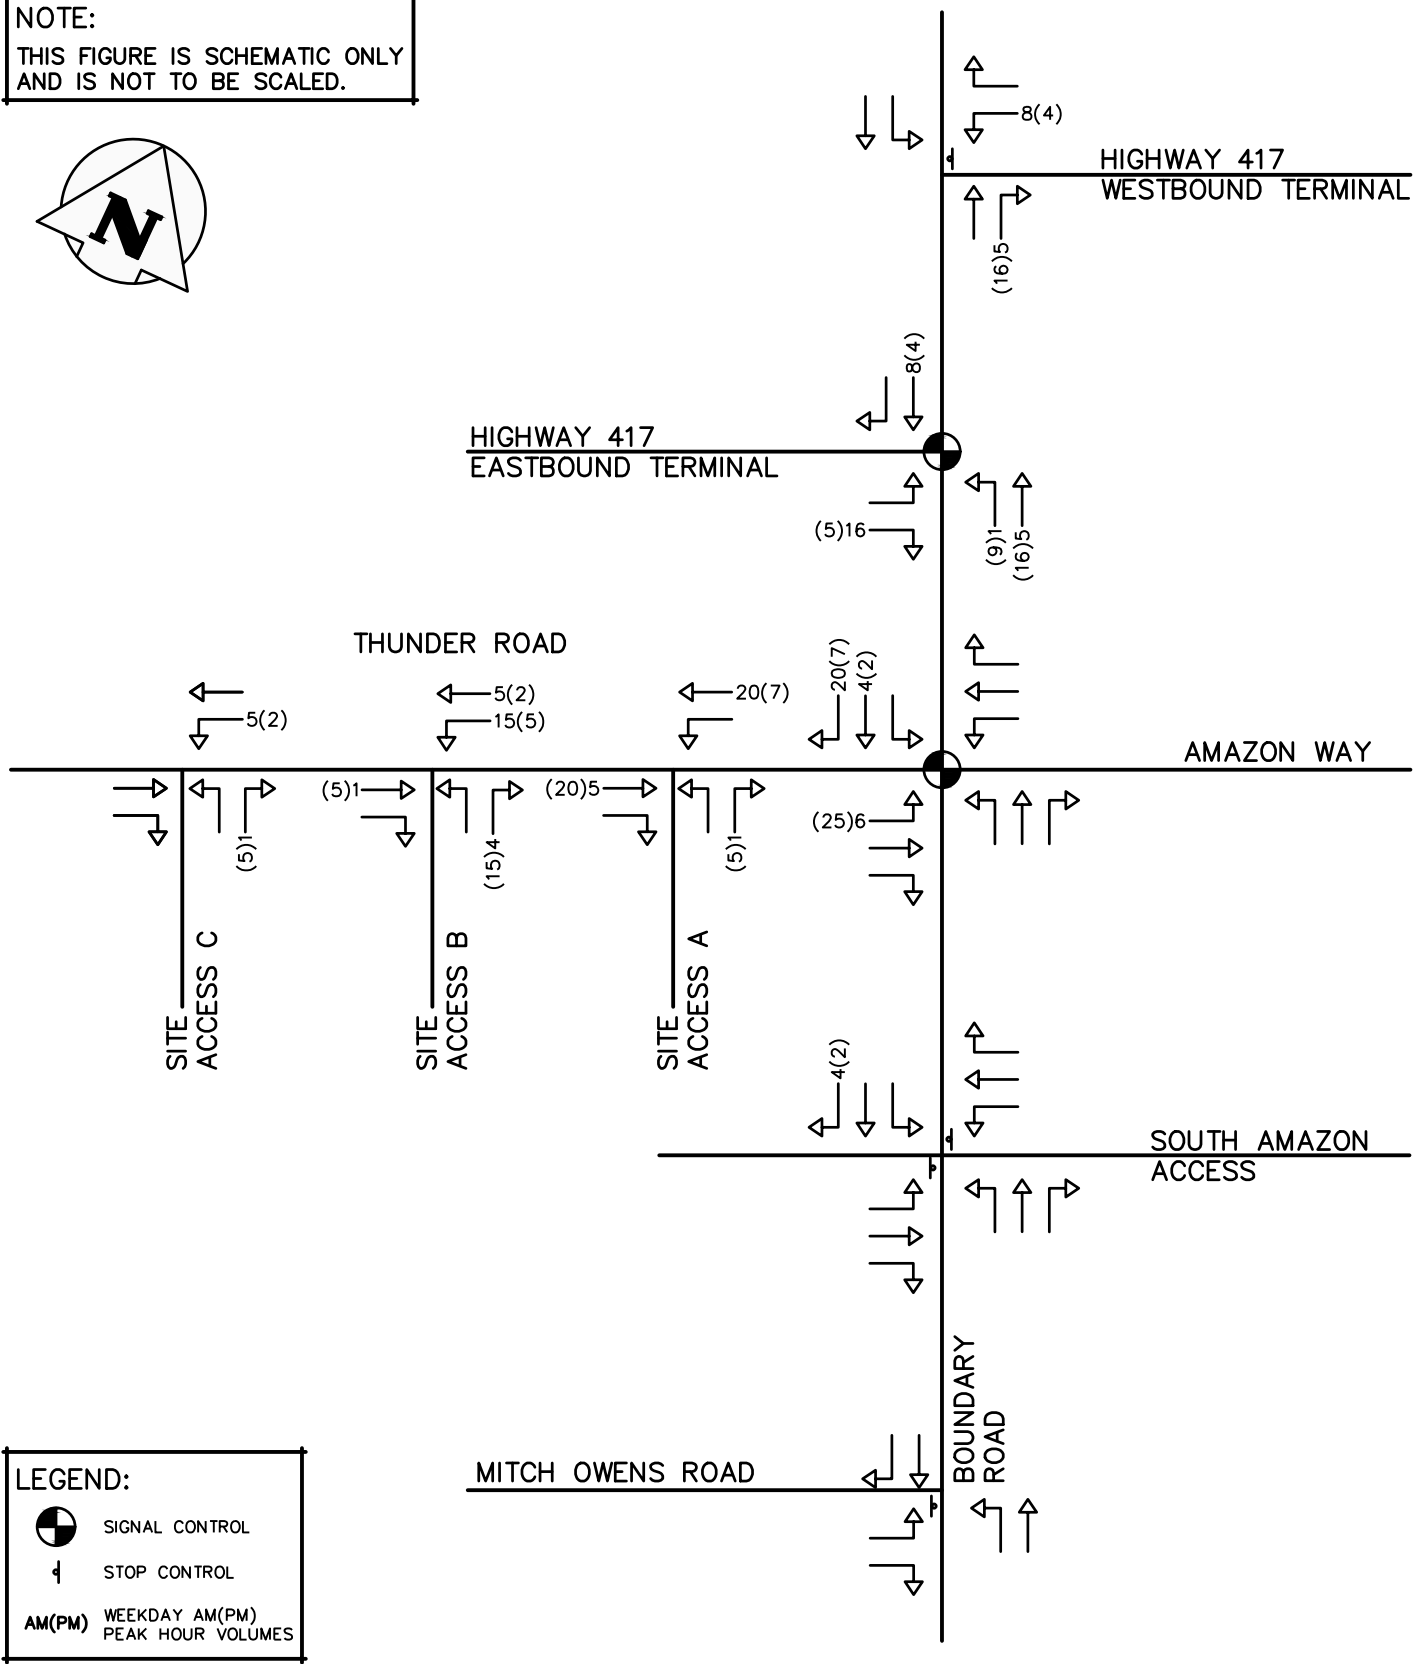 NOTE:
THIS FIGURE IS SCHEMATIC ONLY
AND IS NOT TO BE SCALED.
N
8(4)
HIGHWAY 417
WESTBOUND TERMINAL
(16)5
8(4)
HIGHWAY 417
EASTBOUND TERMINAL
(5)16
(9)1
(16)5
THUNDER ROAD
5(2)
5(2)
15(5)
20(7)
20(7)
4(2)
AMAZON WAY
(5)1
(5)1
(15)4
(20)5
(5)1
(25)6
SITE
ACCESS C
SITE
ACCESS B
SITE
ACCESS A
4(2)
SOUTH AMAZON
ACCESS
BOUNDARY
ROAD
MITCH OWENS ROAD
LEGEND:
SIGNAL CONTROL
STOP CONTROL
AM(PM) WEEKDAY AM(PM)
PEAK HOUR VOLUMES